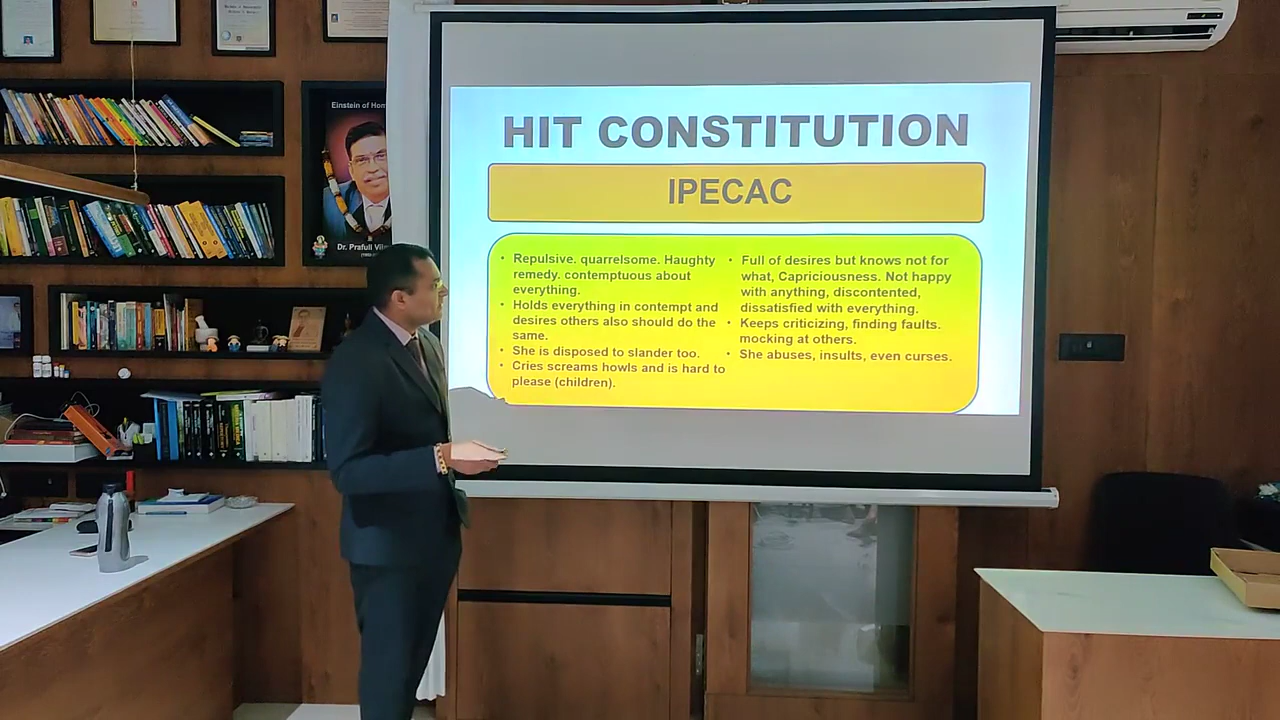 Einstein of Hom
Dr. Prafull
HIT CONSTITUTION
IPECAC
• Repulsive. quarrelsome. Haughty
remedy. contemptuous about
everything.
• Holds everything in contempt and
desires others also should do the
same.
• She is disposed to slander too.
• Cries screams howls and is hard to
please (children).
• Full of desires but knows not for
what, Capriciousness. Not happy
with anything, discontented,
dissatisfied with everything.
• Keeps criticizing, finding faults.
mocking at others.
• She abuses, insults, even curses.